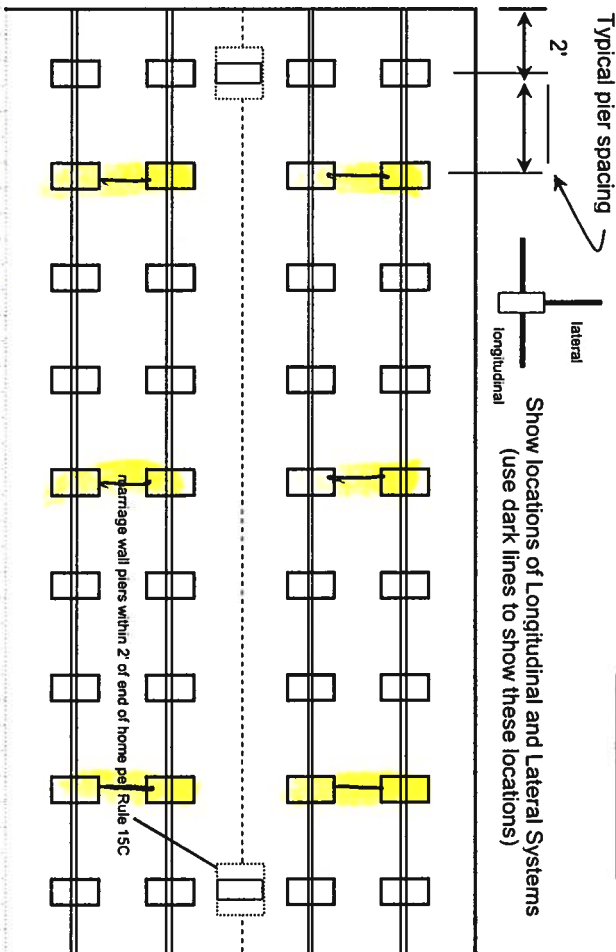 Typical pier spacing
2'
lateral
longitudinal
Show locations of Longitudinal and Lateral Systems
(use dark lines to show these locations)
marriage wall piers within 2' of end of home per Rule 15C